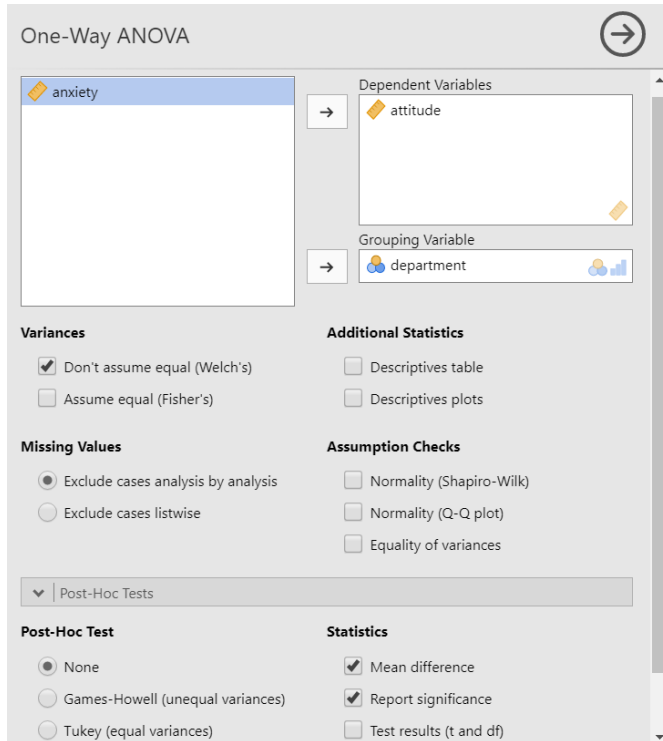 One-Way ANOVA
anxiety
Dependent Variables
attitude
Grouping Variable
department
Variances
Don't assume equal (Welch's)
Assume equal (Fisher's)
Additional Statistics
Descriptives table
Descriptives plots
Missing Values
Exclude cases analysis by analysis
Exclude cases listwise
Assumption Checks
Normality (Shapiro-Wilk)
Normality (Q-Q plot)
Equality of variances
Post-Hoc Tests
Post-Hoc Test
None
Games-Howell (unequal variances)
Tukey (equal variances)
Statistics
Mean difference
Report significance
Test results (t and df)